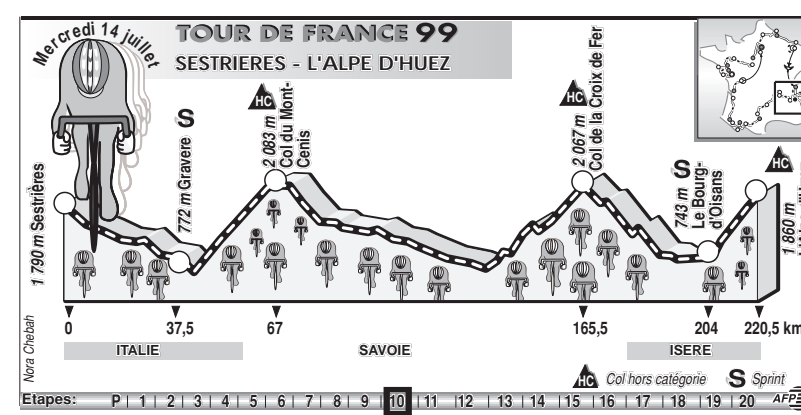 Mercredi 14 juillet
TOUR DE FRANCE 99
SESTRIERES - L'ALPE D'HUEZ
1 790 m Sestrières
772 m Gravere S
HC
2 083 m
Col du Mont-
Cenis
HC
2 067 m
Col de la Croix de Fer
S
743 m
Le Bourg-
d'Oisans
HC
1 860 m
0
37,5
67
165,5
204
220,5 km
ITALIE
SAVOIE
ISERE
Nora Chebah
HC Col hors catégorie
S Sprint
Etapes: P | 1 | 2 | 3 | 4 | 5 | 6 | 7 | 8 | 9 | 10 | 11 | 12 | 13 | 14 | 15 | 16 | 17 | 18 | 19 | 20
AFP